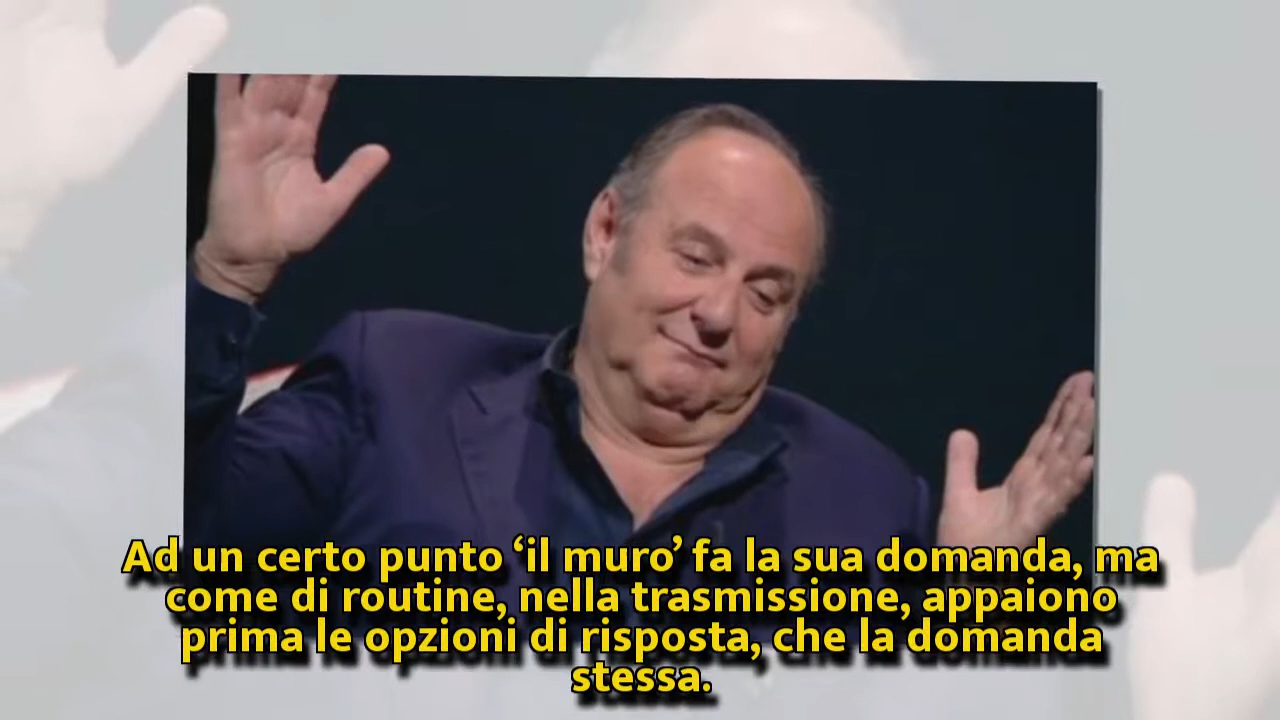 Ad un certo punto ‘il muro’ fa la sua domanda, ma
come di routine, nella trasmissione, appaiono
prima le opzioni di risposta, che la domanda
stessa.